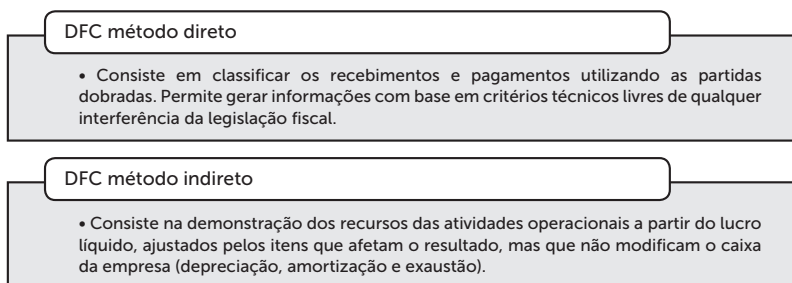 DFC método direto
• Consiste em classificar os recebimentos e pagamentos utilizando as partidas
dobradas. Permite gerar informações com base em critérios técnicos livres de qualquer
interferência da legislação fiscal.
DFC método indireto
• Consiste na demonstração dos recursos das atividades operacionais a partir do lucro
líquido, ajustados pelos itens que afetam o resultado, mas que não modificam o caixa
da empresa (depreciação, amortização e exaustão).